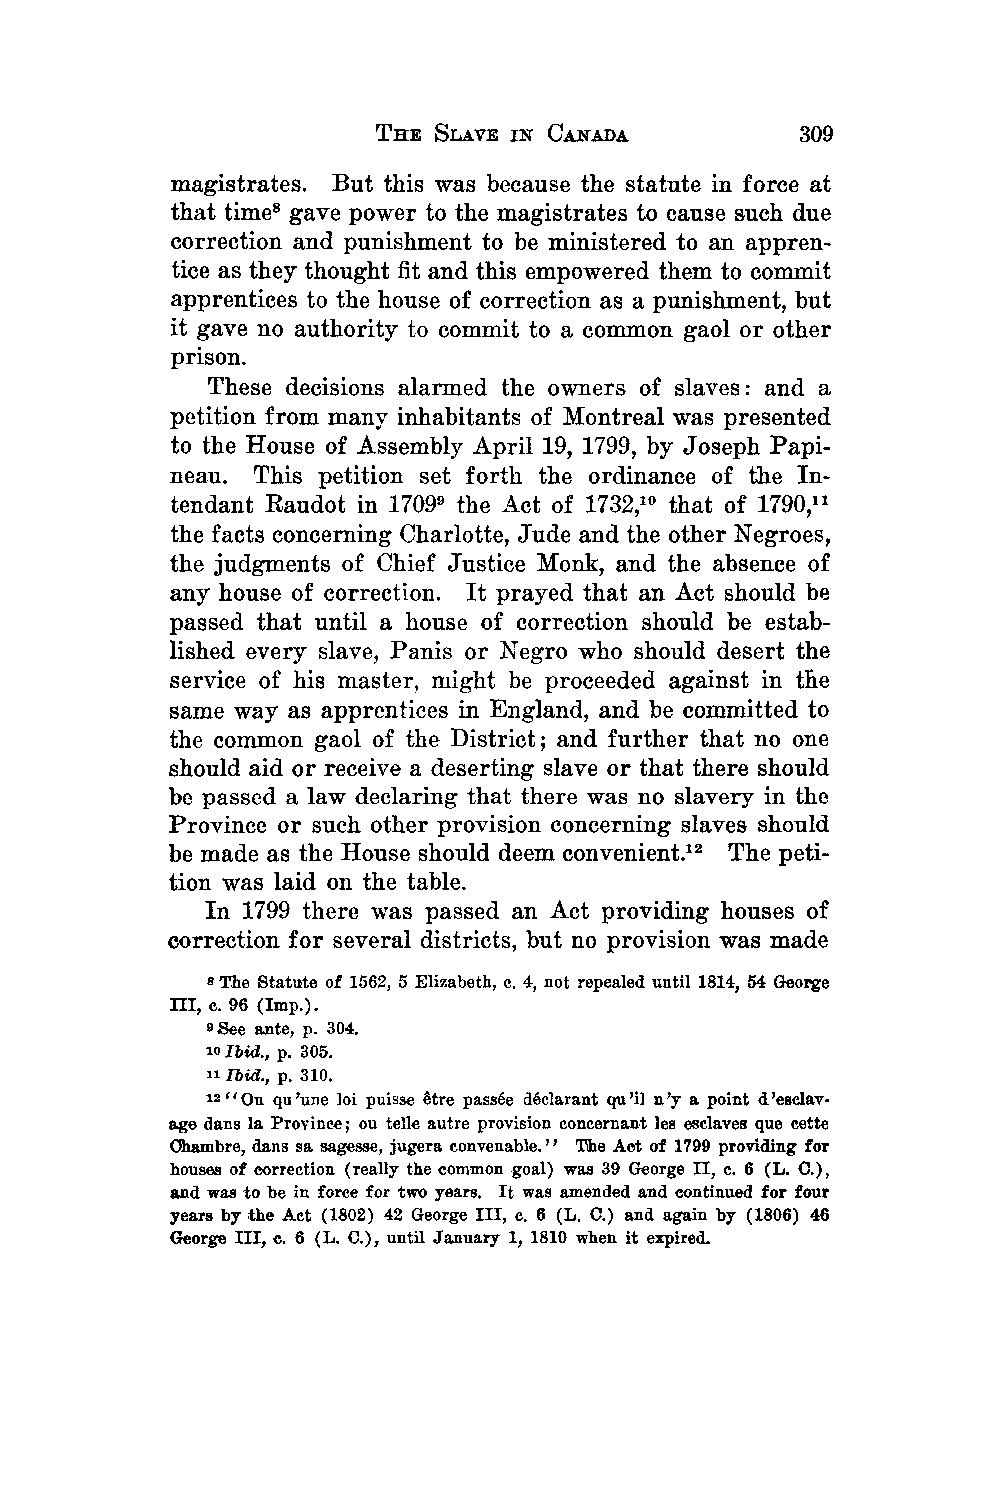 THE SLAVE IN CANADA 309
magistrates. But this was because the statute in force at
that time⁸ gave power to the magistrates to cause such due
correction and punishment to be ministered to an appren-
tice as they thought fit and this empowered them to commit
apprentices to the house of correction as a punishment, but
it gave no authority to commit to a common gaol or other
prison.
These decisions alarmed the owners of slaves: and a
petition from many inhabitants of Montreal was presented
to the House of Assembly April 19, 1799, by Joseph Papi-
neau. This petition set forth the ordinance of the In-
tendant Raudot in 1709⁹ the Act of 1732,¹⁰ that of 1790,¹¹
the facts concerning Charlotte, Jude and the other Negroes,
the judgments of Chief Justice Monk, and the absence of
any house of correction. It prayed that an Act should be
passed that until a house of correction should be estab-
lished every slave, Panis or Negro who should desert the
service of his master, might be proceeded against in the
same way as apprentices in England, and be committed to
the common gaol of the District; and further that no one
should aid or receive a deserting slave or that there should
be passed a law declaring that there was no slavery in the
Province or such other provision concerning slaves should
be made as the House should deem convenient.¹² The peti-
tion was laid on the table.
In 1799 there was passed an Act providing houses of
correction for several districts, but no provision was made
⁸ The Statute of 1562, 5 Elizabeth, c. 4, not repealed until 1814, 54 George
III, c. 96 (Imp.).
⁹ See ante, p. 304.
¹⁰ Ibid., p. 305.
¹¹ Ibid., p. 310.
¹² "Ou qu'une loi puisse être passée déclarant qu'il n'y a point d'esclav-
age dans la Province; ou telle autre provision concernant les esclaves que cette
Chambre, dans sa sagesse, jugera convenable." The Act of 1799 providing for
houses of correction (really the common goal) was 39 George II, c. 6 (L. C.),
and was to be in force for two years. It was amended and continued for four
years by the Act (1802) 42 George III, c. 6 (L. C.) and again by (1806) 46
George III, c. 6 (L. C.), until January 1, 1810 when it expired.